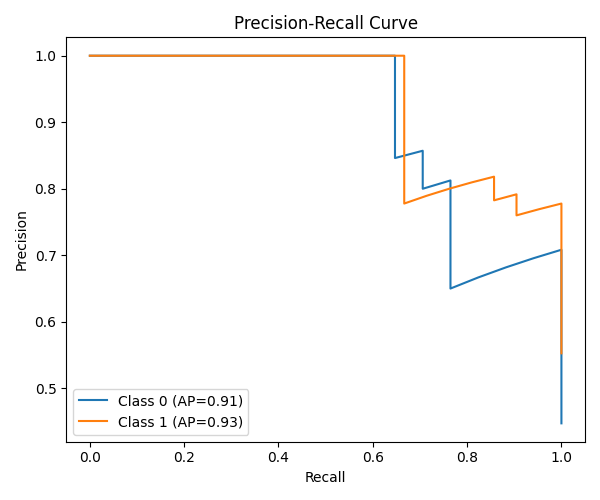 Precision-Recall Curve
Precision
1.0
0.9
0.8
0.7
0.6
0.5
Class 0 (AP=0.91)
Class 1 (AP=0.93)
0.0 0.2 0.4 0.6 0.8 1.0
Recall